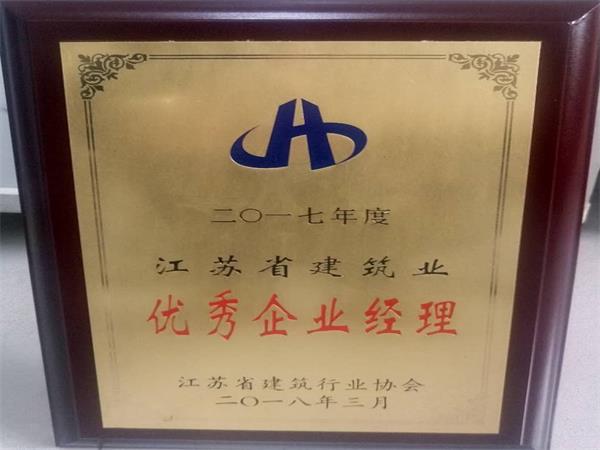 二〇一七年度
江苏省建筑业
优秀企业经理
江苏省建筑行业协会
二〇一八年三月